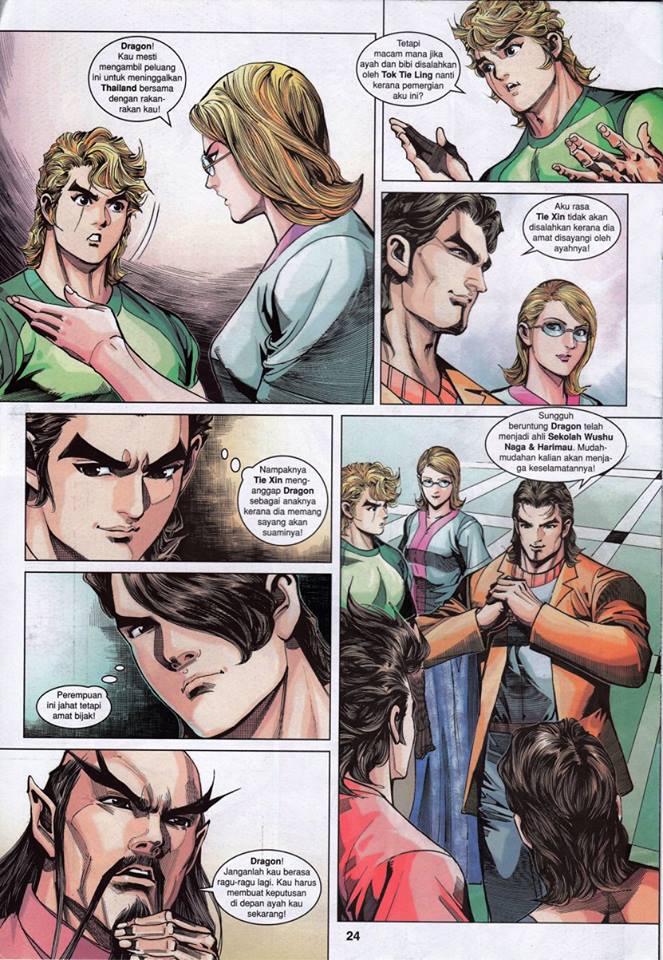 Dragon!
Kau mesti
mengambil peluang
ini untuk meninggalkan
Thailand bersama
dengan rakan-
rakan kau!
Tetapi
macam mana jika
ayah dan bibi disalahkan
oleh Tok Tie Ling nanti
kerana pemergian
aku ini?
Aku rasa
Tie Xin tidak akan
disalahkan kerana dia
amat disayangi oleh
ayahnya!
Nampaknya
Tie Xin meng-
anggap Dragon
sebagai anaknya
kerana dia memang
sayang akan
suaminya!
Sungguh
beruntung Dragon telah
menjadi ahli Sekolah Wushu
Naga & Harimau. Mudah-
mudahan kalian akan menja-
ga keselamatannya!
Perempuan
ini jahat tetapi
amat bijak!
Dragon!
Janganlah kau berasa
ragu-ragu lagi. Kau harus
membuat keputusan
di depan ayah kau
sekarang!
24